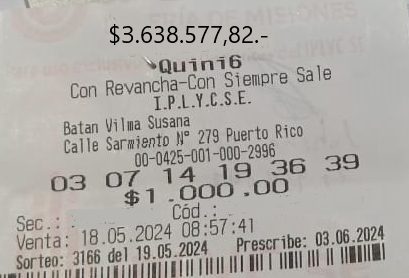 $3.638.577,82.-
Quini6
Con Revancha-Con Siempre Sale
I.P.L.Y.C.S.E.
Batan Vilma Susana
Calle Sarmiento N° 279 Puerto Rico
00-0425-001-000-2996
03 07 14 19 36 39
$1.000.00
Sec.: Cód.:
Venta: 18.05.2024 08:57:41
Sorteo: 3166 del 19.05.2024 Prescribe: 03.06.2024